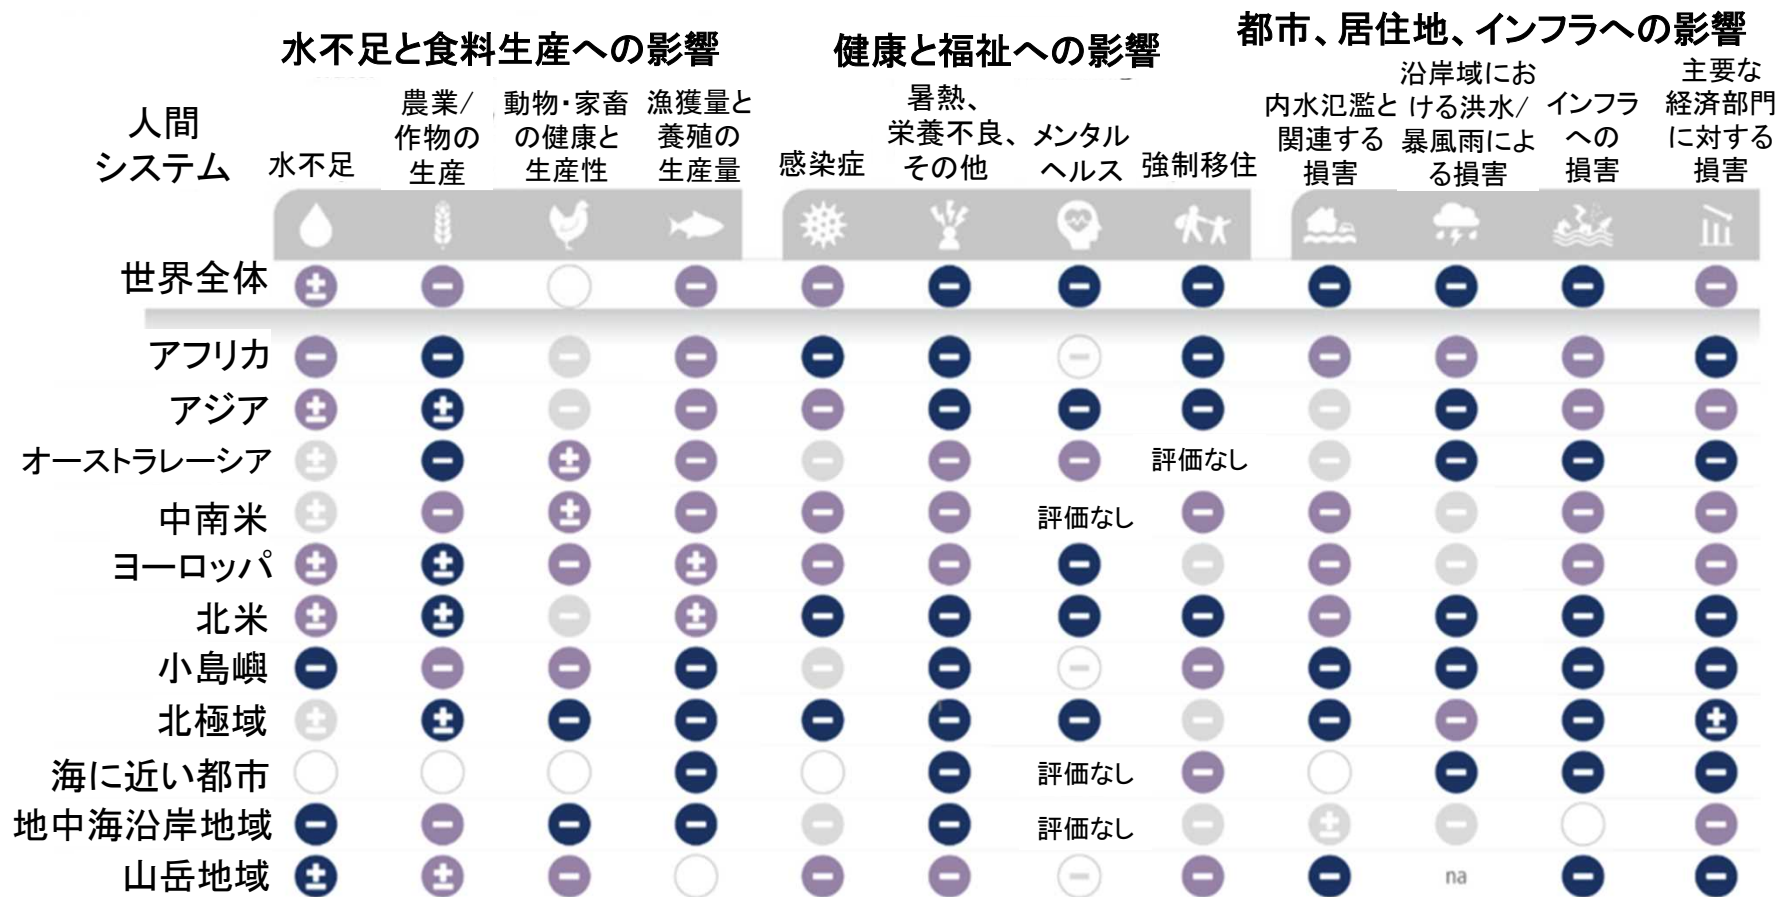 水不足と食料生産への影響
健康と福祉への影響
都市、居住地、インフラへの影響
人間
システム
水不足
農業/
作物の
生産
動物・家畜
の健康と
生産性
漁獲量と
養殖の
生産量
感染症
暑熱、
栄養不良、
その他
メンタル
ヘルス
強制移住
内水氾濫と
関連する
損害
沿岸域にお
ける洪水/
暴風雨によ
る損害
インフラ
への
損害
主要な
経済部門
に対する
損害
世界全体
± − − − − − − − − − −
アフリカ
− − − − − − − − − − − −
アジア
± ± − − − − − − − − − −
オーストラレーシア
± − ± − − − − 評価なし − − − −
中南米
± − ± − − − 評価なし − − − − −
ヨーロッパ
± ± − ± − − − − − − − −
北米
± ± − ± − − − − − − − −
小島嶼
− − − − − − − − − − − −
北極域
± ± − − − − − − − − − ±
海に近い都市
− − 評価なし − − − −
地中海沿岸地域
− − − − − − 評価なし − ± − −
山岳地域
± ± − − − − − − na − −